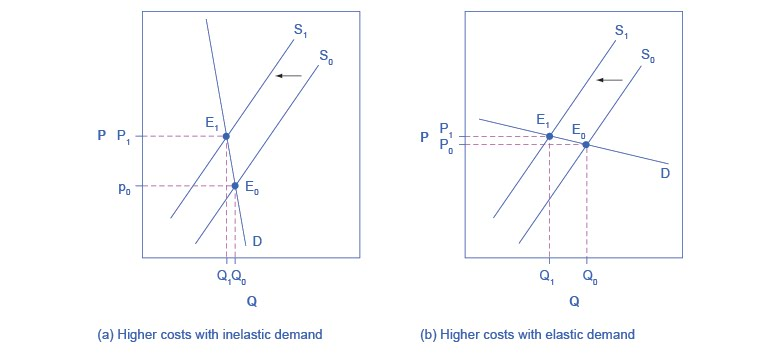 S1
S0
E1
P P1
p0
E0
D
Q1 Q0
Q
(a) Higher costs with inelastic demand
S1
S0
E1
E0
P P1
P0
D
Q1
Q0
Q
(b) Higher costs with elastic demand